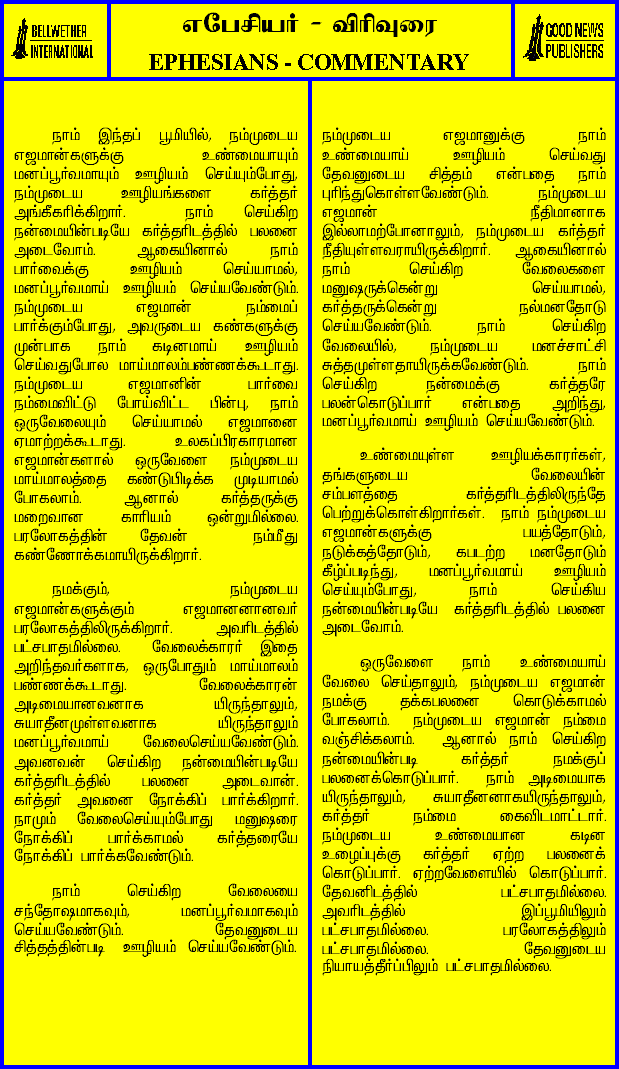 BELLWETHER
INTERNATIONAL
எபேசியர் - விரிவுரை
EPHESIANS - COMMENTARY
GOOD NEWS
PUBLISHERS
நாம் இந்தப் பூமியில், நம்முடைய
எஜமான்களுக்கு உண்மையாயும்
மனப்பூர்வமாயும் ஊழியம் செய்யும்போது,
நம்முடைய ஊழியங்களை கர்த்தர்
அங்கீகரிக்கிறார். நாம் செய்கிற
நன்மையின்படியே கர்த்தரிடத்தில் பலனை
அடைவோம். ஆகையினால் நாம்
பார்வைக்கு ஊழியம் செய்யாமல்,
மனப்பூர்வமாய் ஊழியம் செய்யவேண்டும்.
நம்முடைய எஜமான் நம்மைப்
பார்க்கும்போது, அவருடைய கண்களுக்கு
முன்பாக நாம் கடினமாய் ஊழியம்
செய்வதுபோல மாய்மாலம்பண்ணக்கூடாது.
நம்முடைய எஜமானின் பார்வை
நம்மைவிட்டு போய்விட்ட பின்பு, நாம்
ஒருவேலையும் செய்யாமல் எஜமானை
ஏமாற்றக்கூடாது. உலகப்பிரகாரமான
எஜமான்களால் ஒருவேளை நம்முடைய
மாய்மாலத்தை கண்டுபிடிக்க முடியாமல்
போகலாம். ஆனால் கர்த்தருக்கு
மறைவான காரியம் ஒன்றுமில்லை.
பரலோகத்தின் தேவன் நம்மீது
கண்ணோக்கமாயிருக்கிறார்.
நமக்கும், நம்முடைய
எஜமான்களுக்கும் எஜமானனானவர்
பரலோகத்திலிருக்கிறார். அவரிடத்தில்
பட்சபாதமில்லை. வேலைக்காரர் இதை
அறிந்தவர்களாக, ஒருபோதும் மாய்மாலம்
பண்ணக்கூடாது. வேலைக்காரன்
அடிமையானவனாக யிருந்தாலும்,
சுயாதீனமுள்ளவனாக யிருந்தாலும்
மனப்பூர்வமாய் வேலைசெய்யவேண்டும்.
அவனவன் செய்கிற நன்மையின்படியே
கர்த்தரிடத்தில் பலனை அடைவான்.
கர்த்தர் அவனை நோக்கிப் பார்க்கிறார்.
நாமும் வேலைசெய்யும்போது மனுஷரை
நோக்கிப் பார்க்காமல் கர்த்தரையே
நோக்கிப் பார்க்கவேண்டும்.
நாம் செய்கிற வேலையை
சந்தோஷமாகவும், மனப்பூர்வமாகவும்
செய்யவேண்டும். தேவனுடைய
சித்தத்தின்படி ஊழியம் செய்யவேண்டும்.
நம்முடைய எஜமானுக்கு நாம்
உண்மையாய் ஊழியம் செய்வது
தேவனுடைய சித்தம் என்பதை நாம்
புரிந்துகொள்ளவேண்டும். நம்முடைய
எஜமான் நீதிமானாக
இல்லாமற்போனாலும், நம்முடைய கர்த்தர்
நீதியுள்ளவராயிருக்கிறார். ஆகையினால்
நாம் செய்கிற வேலைகளை
மனுஷருக்கென்று செய்யாமல்,
கர்த்தருக்கென்று நல்மனதோடு
செய்யவேண்டும். நாம் செய்கிற
வேலையில், நம்முடைய மனச்சாட்சி
சுத்தமுள்ளதாயிருக்கவேண்டும். நாம்
செய்கிற நன்மைக்கு கர்த்தரே
பலன்கொடுப்பார் என்பதை அறிந்து,
மனப்பூர்வமாய் ஊழியம் செய்யவேண்டும்.
உண்மையுள்ள ஊழியக்காரர்கள்,
தங்களுடைய வேலையின்
சம்பளத்தை கர்த்தரிடத்திலிருந்தே
பெற்றுக்கொள்கிறார்கள். நாம் நம்முடைய
எஜமான்களுக்கு பயத்தோடும்,
நடுக்கத்தோடும், கபடற்ற மனதோடும்
கீழ்ப்படிந்து, மனப்பூர்வமாய் ஊழியம்
செய்யும்போது, நாம் செய்கிய
நன்மையின்படியே கர்த்தரிடத்தில் பலனை
அடைவோம்.
ஒருவேளை நாம் உண்மையாய்
வேலை செய்தாலும், நம்முடைய எஜமான்
நமக்கு தக்கபலனை கொடுக்காமல்
போகலாம். நம்முடைய எஜமான் நம்மை
வஞ்சிக்கலாம். ஆனால் நாம் செய்கிற
நன்மையின்படி கர்த்தர் நமக்குப்
பலனைக்கொடுப்பார். நாம் அடிமையாக
யிருந்தாலும், சுயாதீனனாகயிருந்தாலும்,
கர்த்தர் நம்மை கைவிடமாட்டார்.
நம்முடைய உண்மையான கடின
உழைப்புக்கு கர்த்தர் ஏற்ற பலனைக்
கொடுப்பார். ஏற்றவேளையில் கொடுப்பார்.
தேவனிடத்தில் பட்சபாதமில்லை.
அவரிடத்தில் இப்பூமியிலும்
பட்சபாதமில்லை. பரலோகத்திலும்
பட்சபாதமில்லை. தேவனுடைய
நியாயத்தீர்ப்பிலும் பட்சபாதமில்லை.